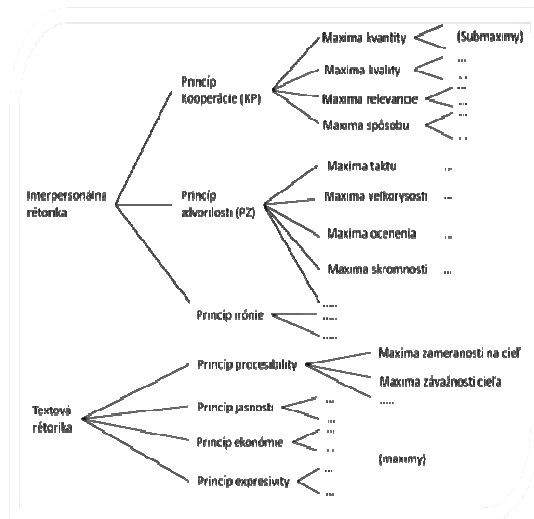 Maxima kvantity
(Submaximy)
...
Princíp
Kooperácie (KP)
Maxima kvality
...
Maxima relevancie
...
Maxima spôsobu
...
Interpersonálna
rétorika
Princíp
zdvorilosti (PZ)
Maxima taktu ...
Maxima veľkorysosti ...
Maxima ocenenia ...
Maxima skromnosti ...
.....
Princíp irónie
.....
.....
Textová
rétorika
Princíp procesibility
Maxima zameranosti na cieľ
Maxima závažnosti cieľa
.....
Princíp jasnosti
...
...
Princíp ekonómie
...
...
(maximy)
Princíp expresivity
...
...